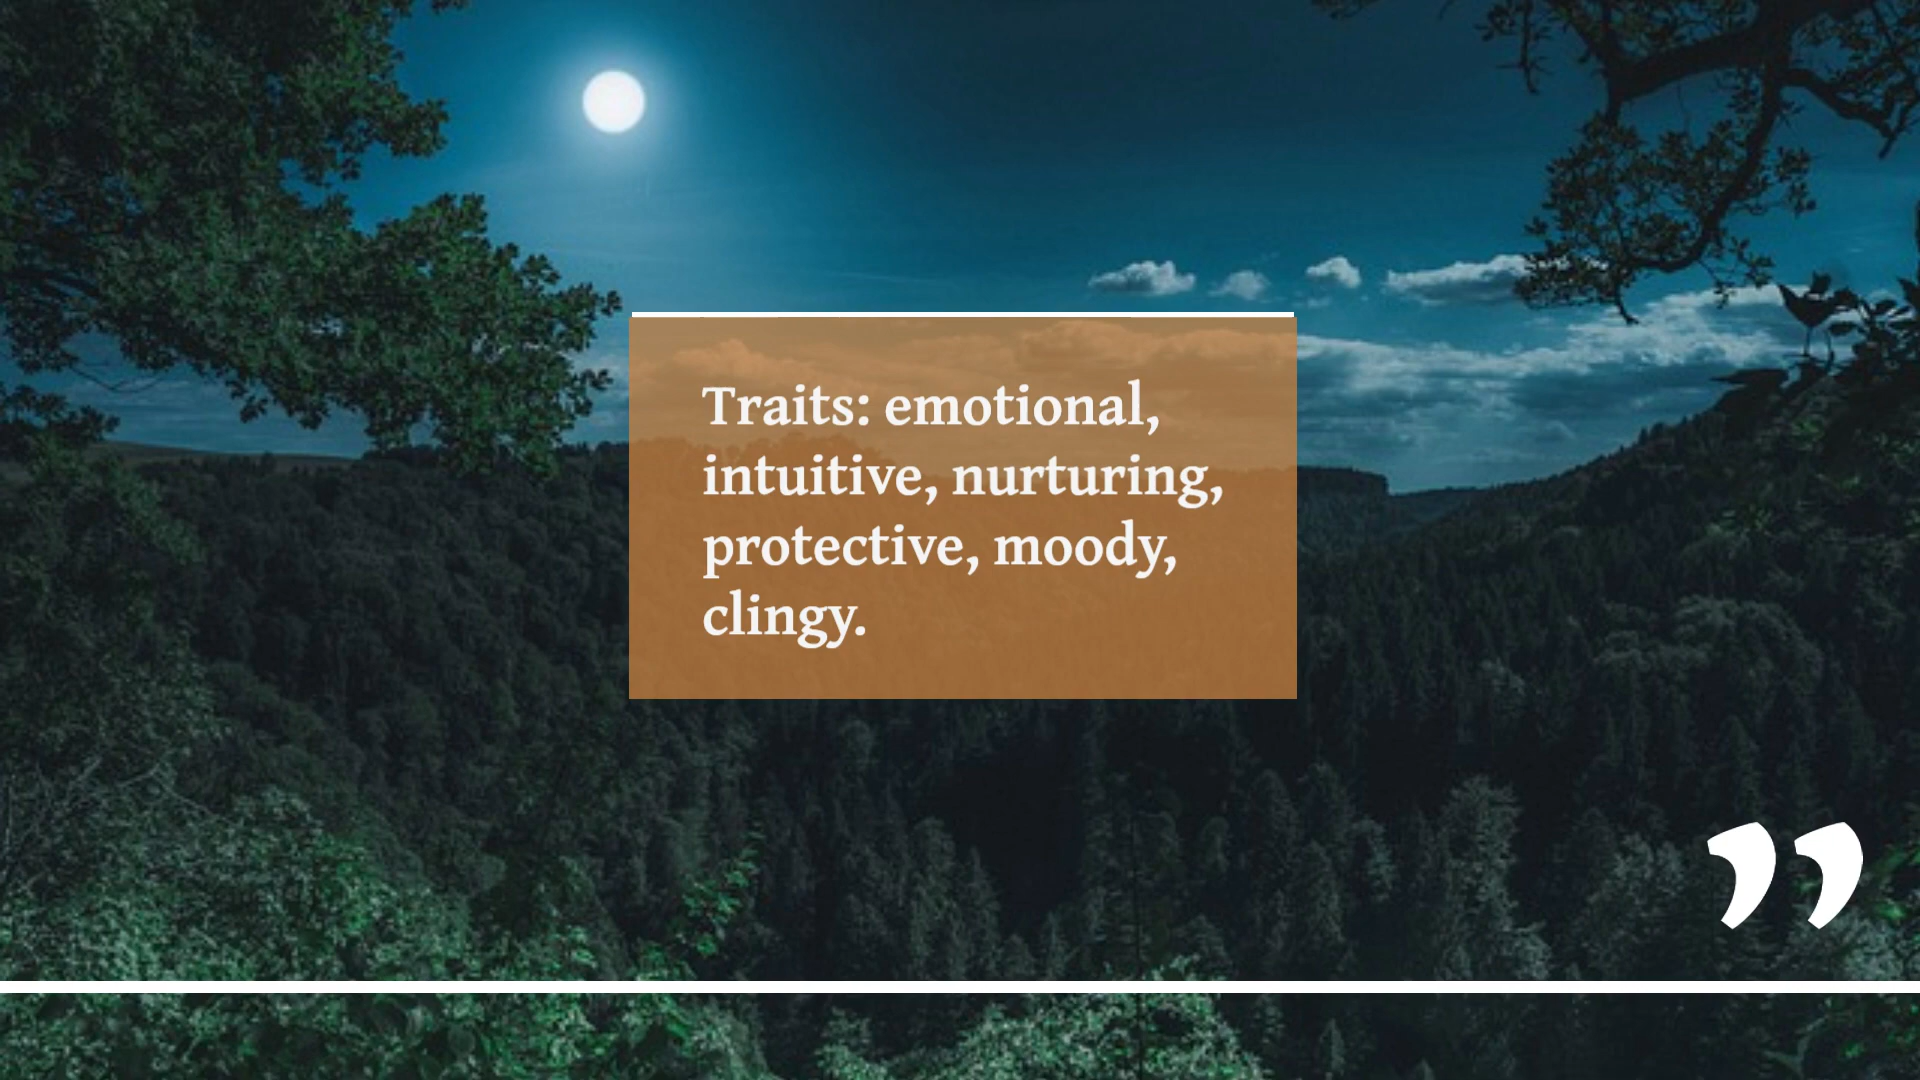 Traits: emotional,
intuitive, nurturing,
protective, moody,
clingy.
”